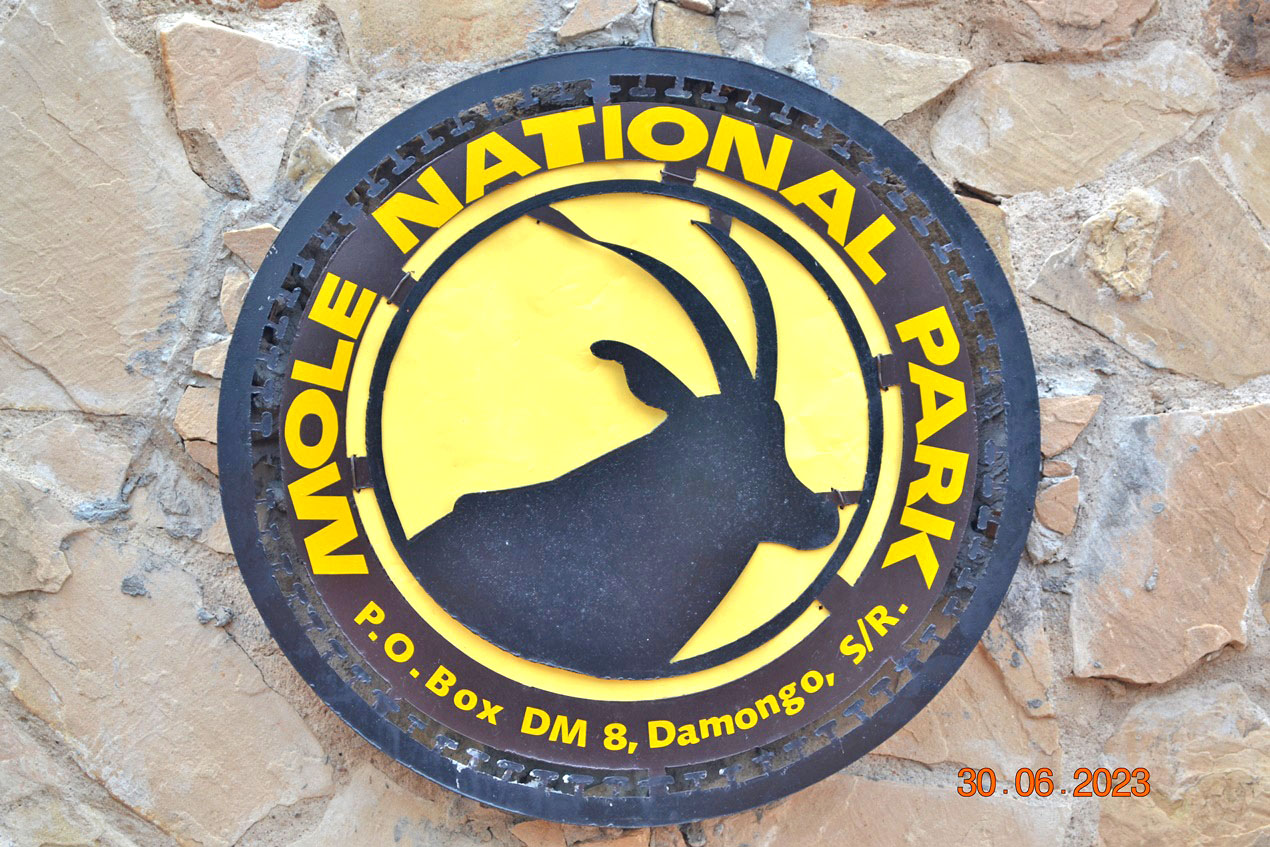 MOLE NATIONAL PARK
P.O.Box DM 8, Damongo, S/R.
30.06.2023